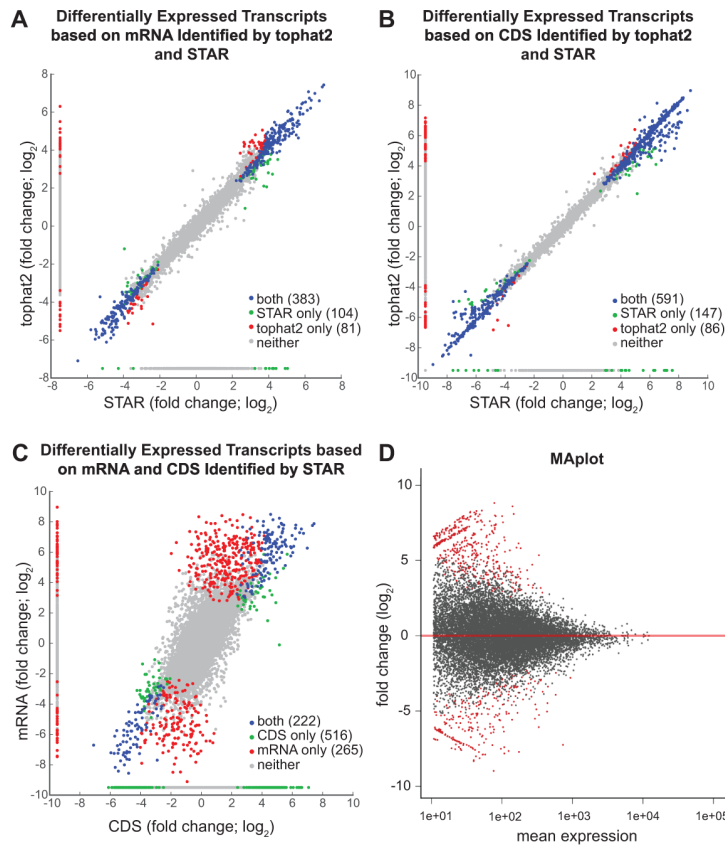 A
Differentially Expressed Transcripts
based on mRNA Identified by tophat2
and STAR
8
6
4
2
0
-2
-4
-6
-8
tophat2 (fold change; log2)
both (383)
STAR only (104)
tophat2 only (81)
neither
-8 -6 -4 -2 0 2 4 6 8
STAR (fold change; log2)
B
Differentially Expressed Transcripts
based on CDS Identified by tophat2
and STAR
10
8
6
4
2
0
-2
-4
-6
-8
-10
tophat2 (fold change; log2)
both (591)
STAR only (147)
tophat2 only (86)
neither
-10 -8 -6 -4 -2 0 2 4 6 8 10
STAR (fold change; log2)
C
Differentially Expressed Transcripts based
on mRNA and CDS Identified by STAR
10
8
6
4
2
0
-2
-4
-6
-8
-10
mRNA (fold change; log2)
both (222)
CDS only (516)
mRNA only (265)
neither
-10 -8 -6 -4 -2 0 2 4 6 8 10
CDS (fold change; log2)
D
MAplot
10
5
0
-5
-10
fold change (log2)
1e+01 1e+02 1e+03 1e+04 1e+05
mean expression